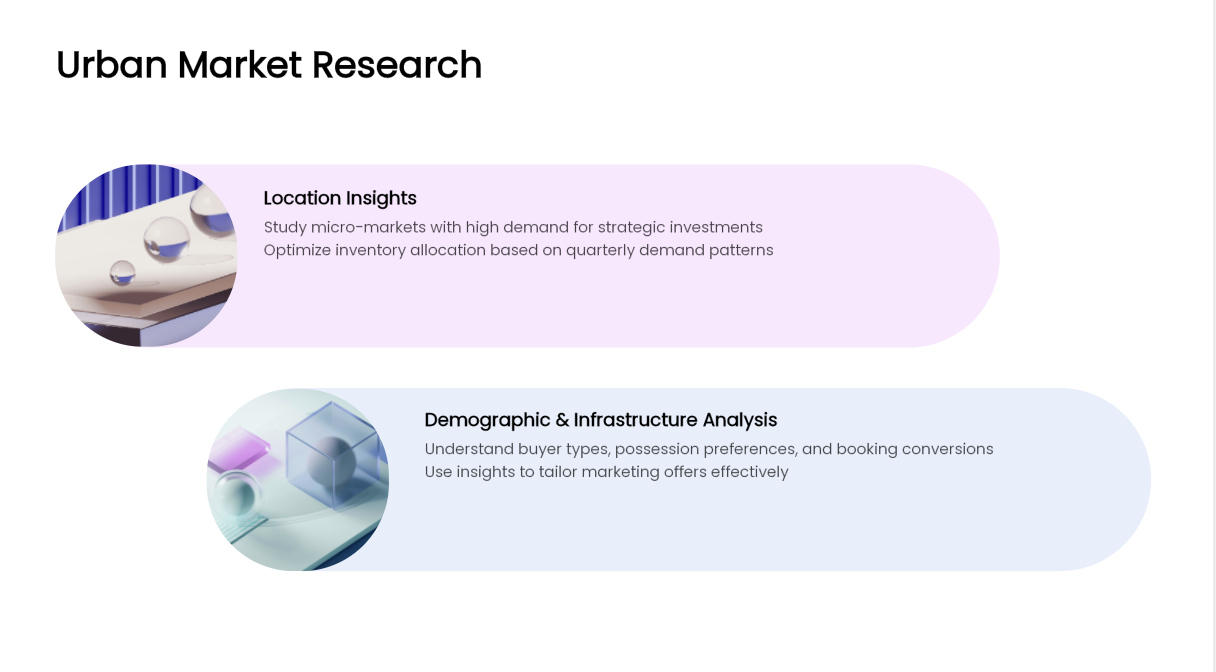 Urban Market Research
Location Insights
Study micro-markets with high demand for strategic investments
Optimize inventory allocation based on quarterly demand patterns
Demographic & Infrastructure Analysis
Understand buyer types, possession preferences, and booking conversions
Use insights to tailor marketing offers effectively